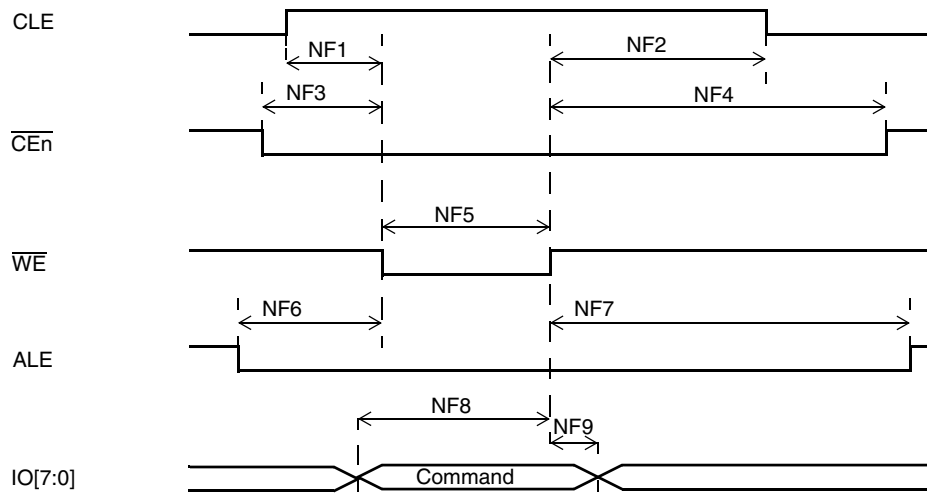 CLE
NF1
NF2
NF3
NF4
CEn
NF5
WE
NF6
NF7
ALE
NF8
NF9
IO[7:0]
Command